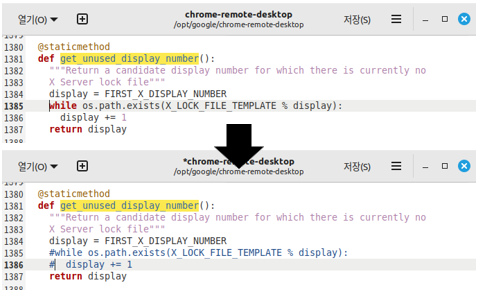 열기(O) chrome-remote-desktop 저장(S)
/opt/google/chrome-remote-desktop
1379
1380 @staticmethod
1381 def get_unused_display_number():
1382 """Return a candidate display number for which there is currently no
1383 X Server lock file"""
1384 display = FIRST_X_DISPLAY_NUMBER
1385 while os.path.exists(X_LOCK_FILE_TEMPLATE % display):
1386 display += 1
1387 return display
1388
열기(O) *chrome-remote-desktop 저장(S)
/opt/google/chrome-remote-desktop
1379
1380 @staticmethod
1381 def get_unused_display_number():
1382 """Return a candidate display number for which there is currently no
1383 X Server lock file"""
1384 display = FIRST_X_DISPLAY_NUMBER
1385 #while os.path.exists(X_LOCK_FILE_TEMPLATE % display):
1386 # display += 1
1387 return display